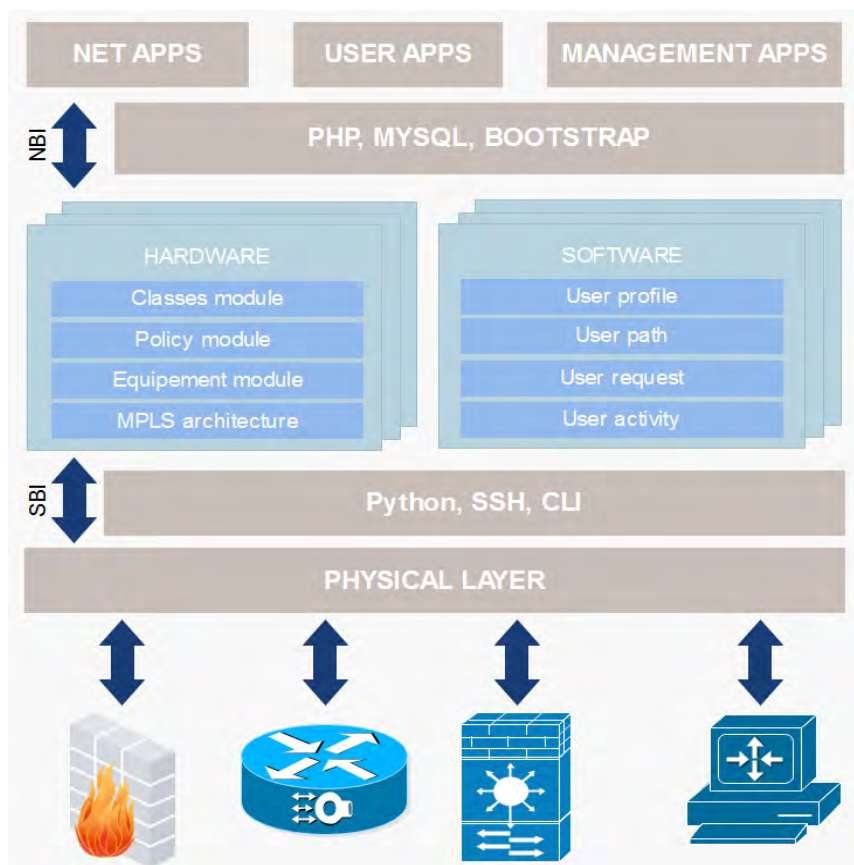 NET APPS
USER APPS
MANAGEMENT APPS
NBI
PHP, MYSQL, BOOTSTRAP
HARDWARE
Classes module
Policy module
Equipement module
MPLS architecture
SOFTWARE
User profile
User path
User request
User activity
SBI
Python, SSH, CLI
PHYSICAL LAYER